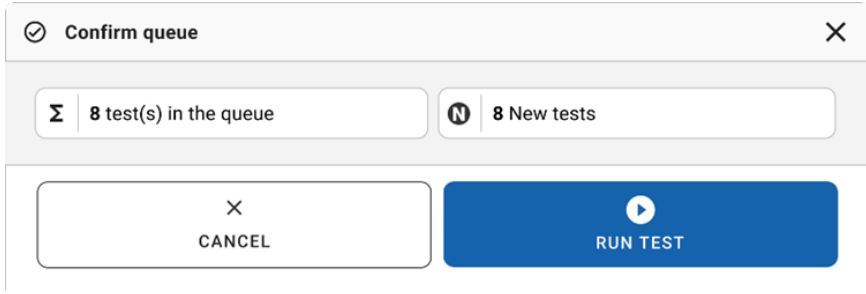 Confirm queue
Σ 8 test(s) in the queue
N 8 New tests
CANCEL
RUN TEST